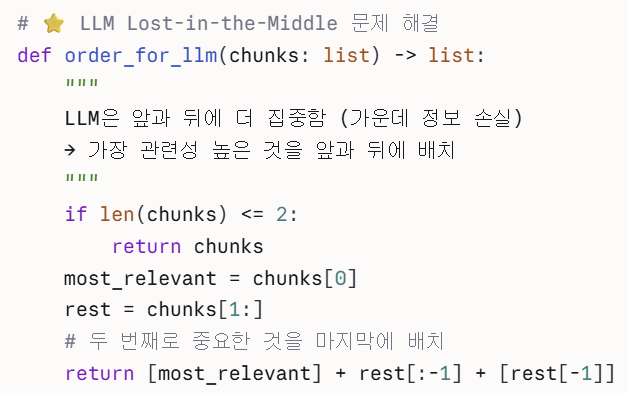 # ⭐ LLM Lost-in-the-Middle 문제 해결
def order_for_llm(chunks: list) -> list:
    """
    LLM은 앞과 뒤에 더 집중함 (가운데 정보 손실)
    → 가장 관련성 높은 것을 앞과 뒤에 배치
    """
    if len(chunks) <= 2:
        return chunks
    most_relevant = chunks[0]
    rest = chunks[1:]
    # 두 번째로 중요한 것을 마지막에 배치
    return [most_relevant] + rest[:-1] + [rest[-1]]